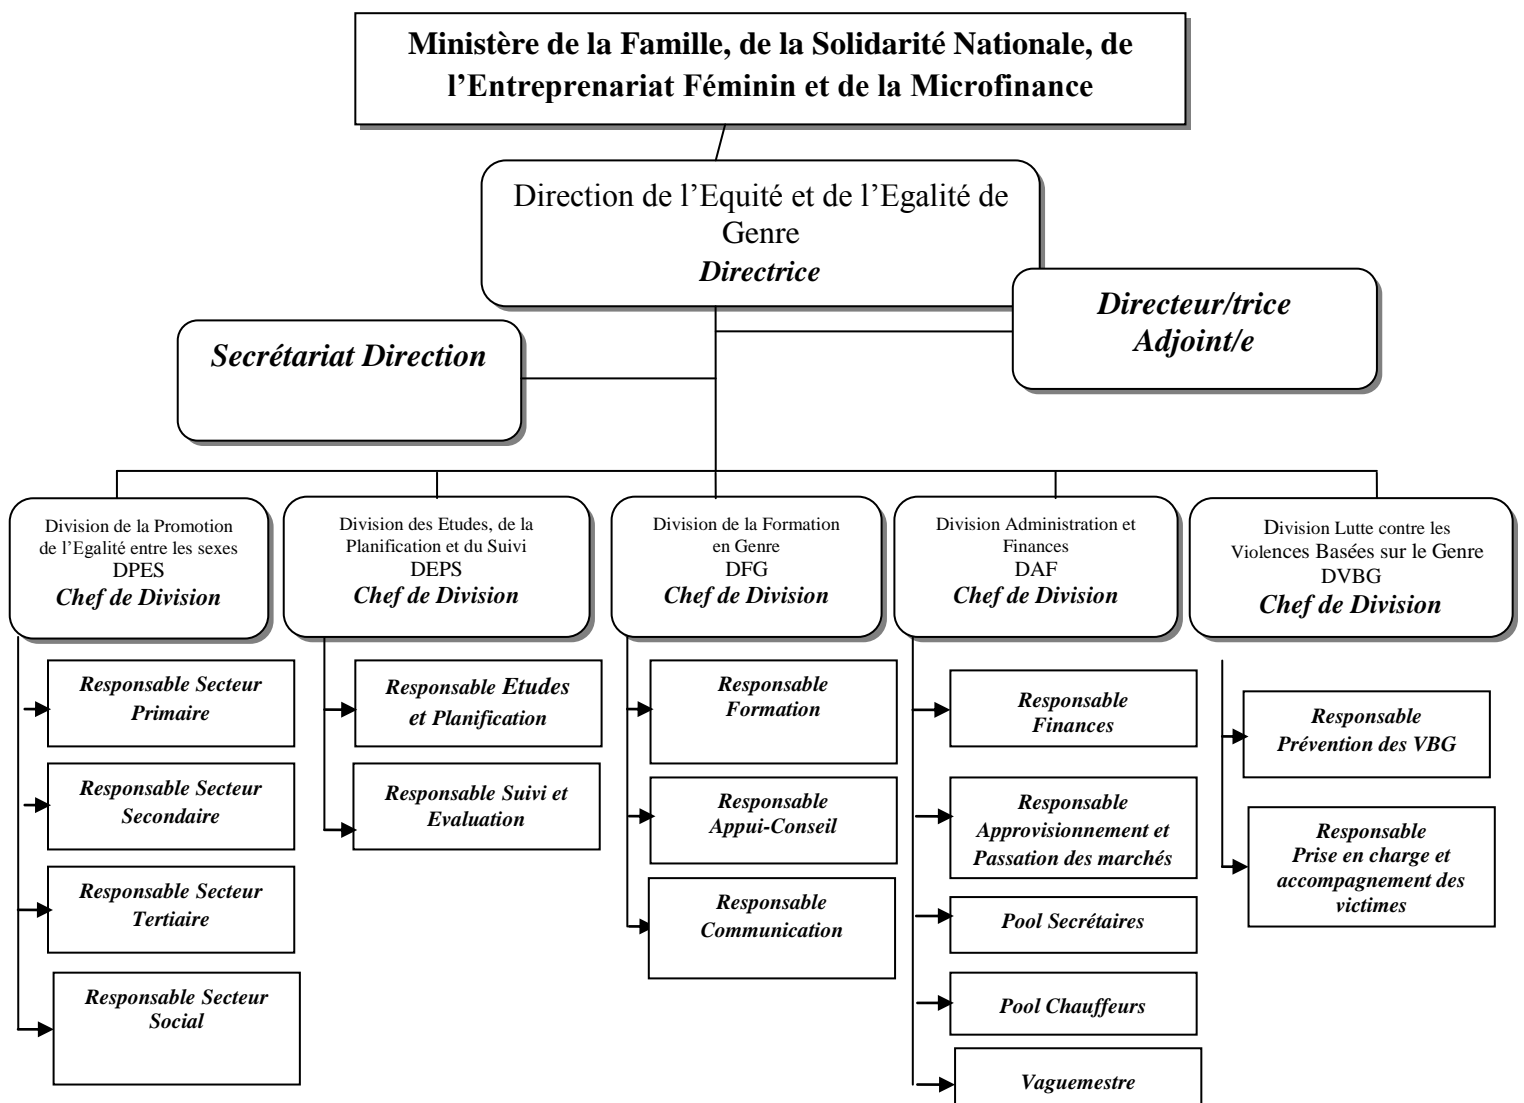 Ministère de la Famille, de la Solidarité Nationale, de
l’Entreprenariat Féminin et de la Microfinance
Direction de l’Equité et de l’Egalité de
Genre
Directrice
Directeur/trice
Adjoint/e
Secrétariat Direction
Division de la Promotion
de l’Egalité entre les sexes
DPES
Chef de Division
Division des Etudes, de la
Planification et du Suivi
DEPS
Chef de Division
Division de la Formation
en Genre
DFG
Chef de Division
Division Administration et
Finances
DAF
Chef de Division
Division Lutte contre les
Violences Basées sur le Genre
DVBG
Chef de Division
Responsable Secteur
Primaire
Responsable Secteur
Secondaire
Responsable Secteur
Tertiaire
Responsable Secteur
Social
Responsable Etudes
et Planification
Responsable Suivi et
Evaluation
Responsable
Formation
Responsable
Appui-Conseil
Responsable
Communication
Responsable
Finances
Responsable
Approvisionnement et
Passation des marchés
Pool Secrétaires
Pool Chauffeurs
Vaguemestre
Responsable
Prévention des VBG
Responsable
Prise en charge et
accompagnement des
victimes